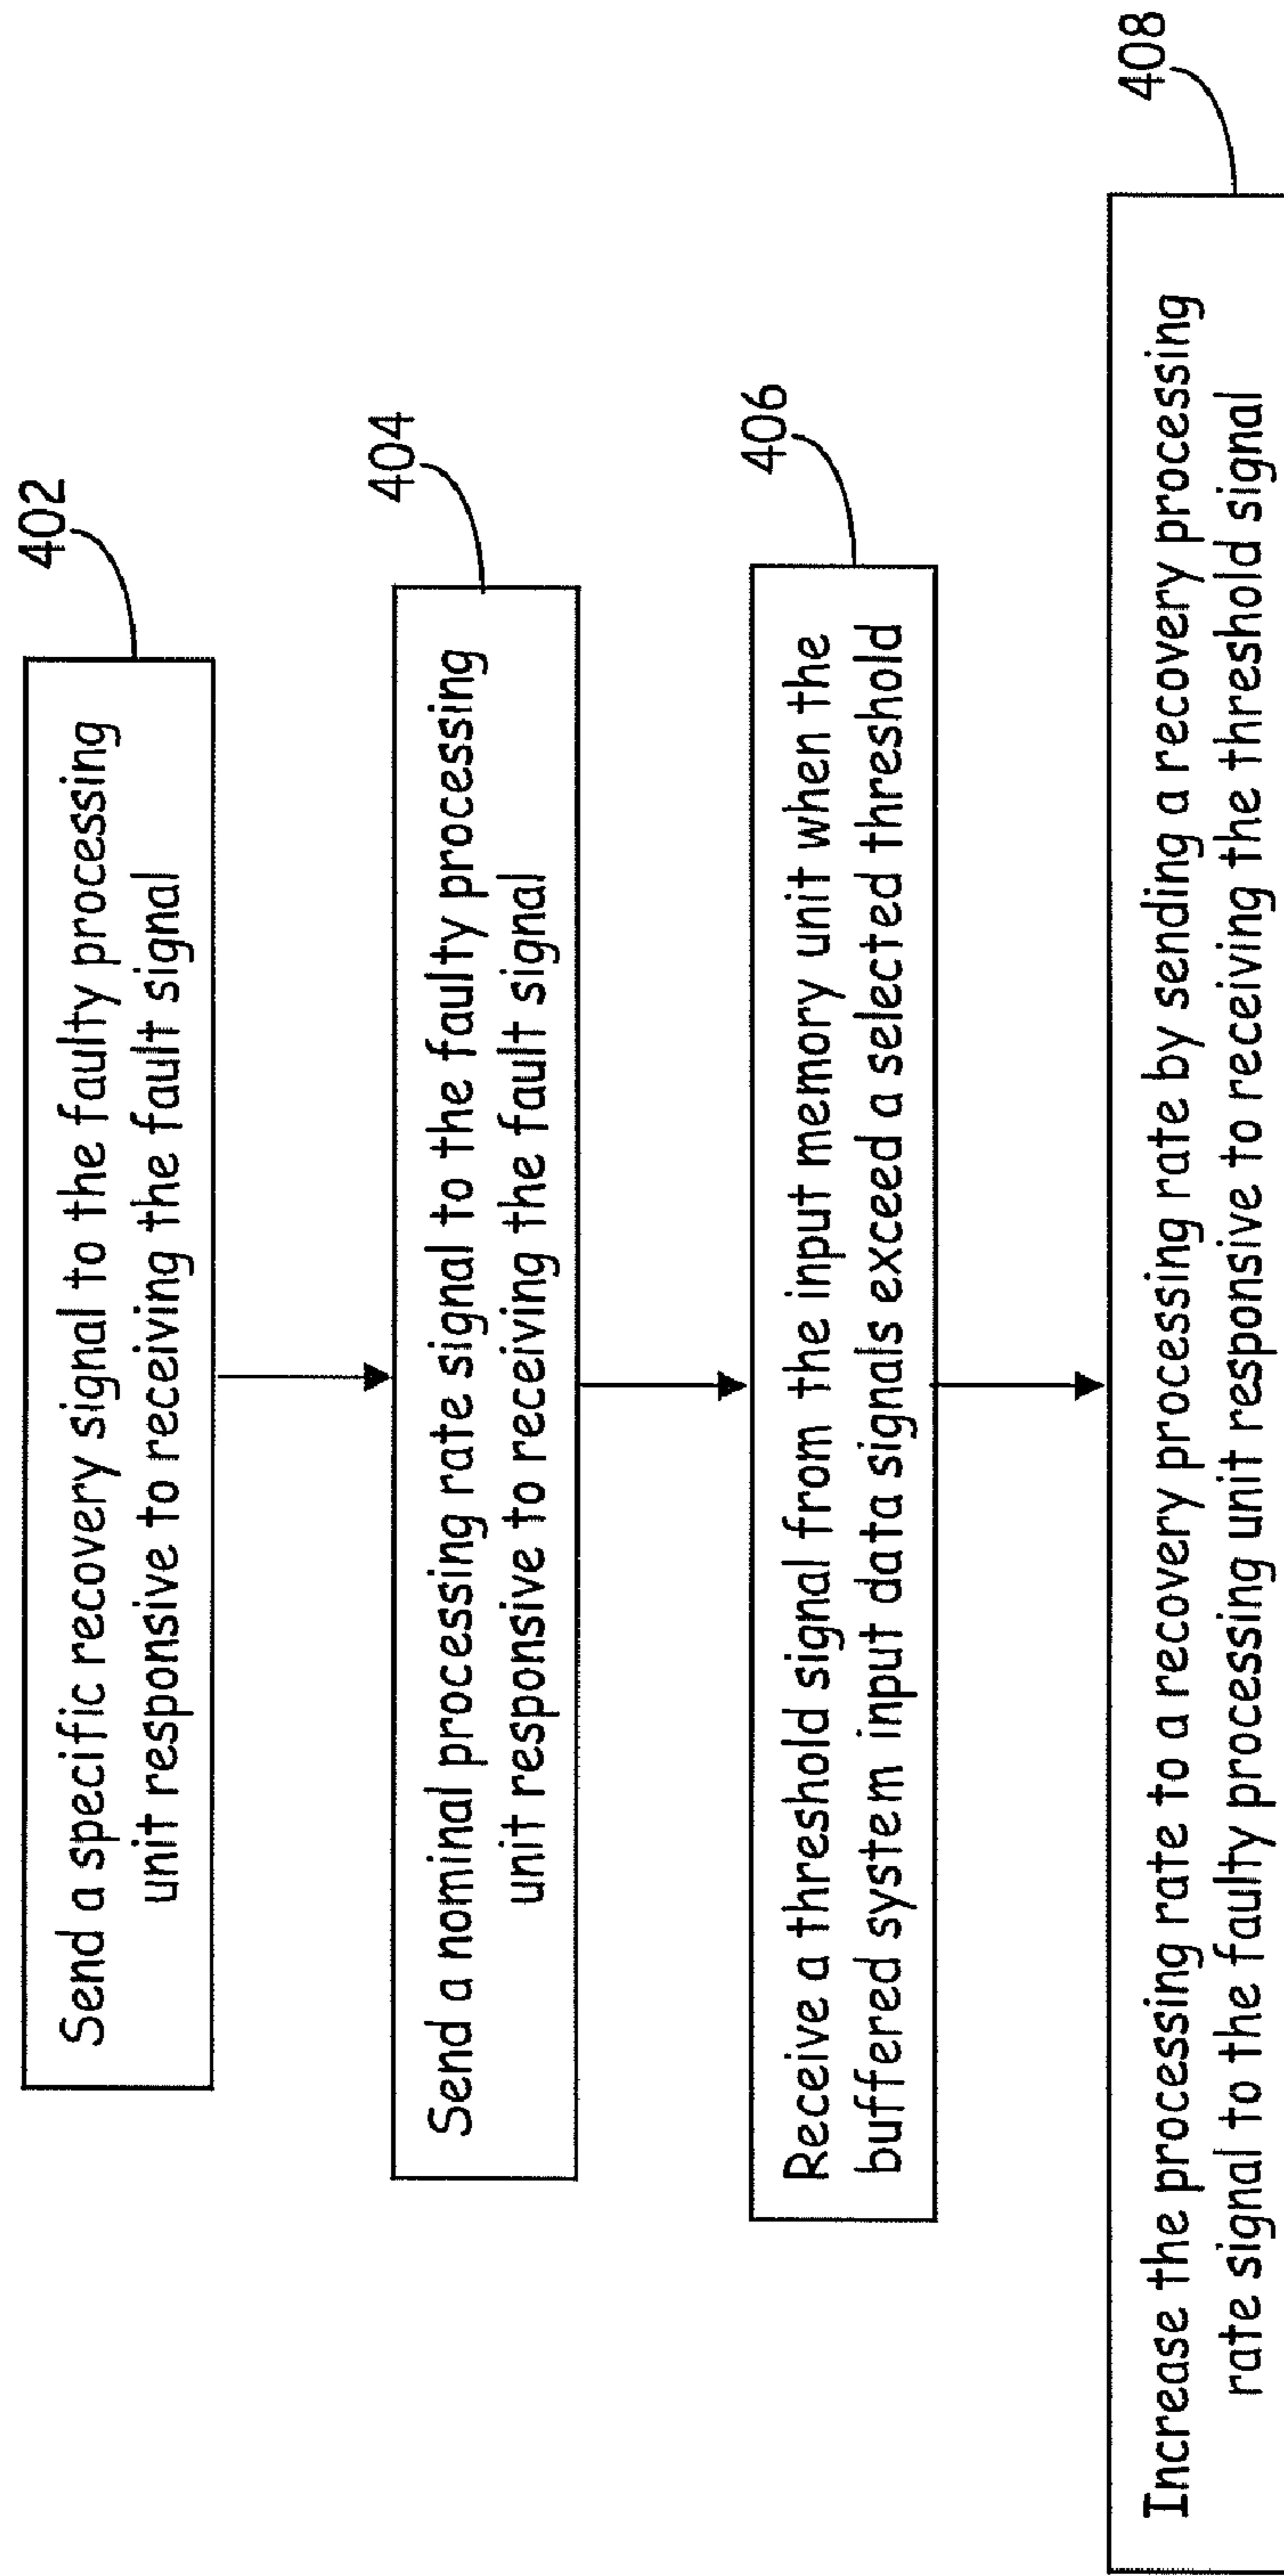 402
Send a specific recovery signal to the faulty processing
unit responsive to receiving the fault signal
404
Send a nominal processing rate signal to the faulty processing
unit responsive to receiving the fault signal
406
Receive a threshold signal from the input memory unit when the
buffered system input data signals exceed a selected threshold
408
Increase the processing rate to a recovery processing rate by sending a recovery processing
rate signal to the faulty processing unit responsive to receiving the threshold signal